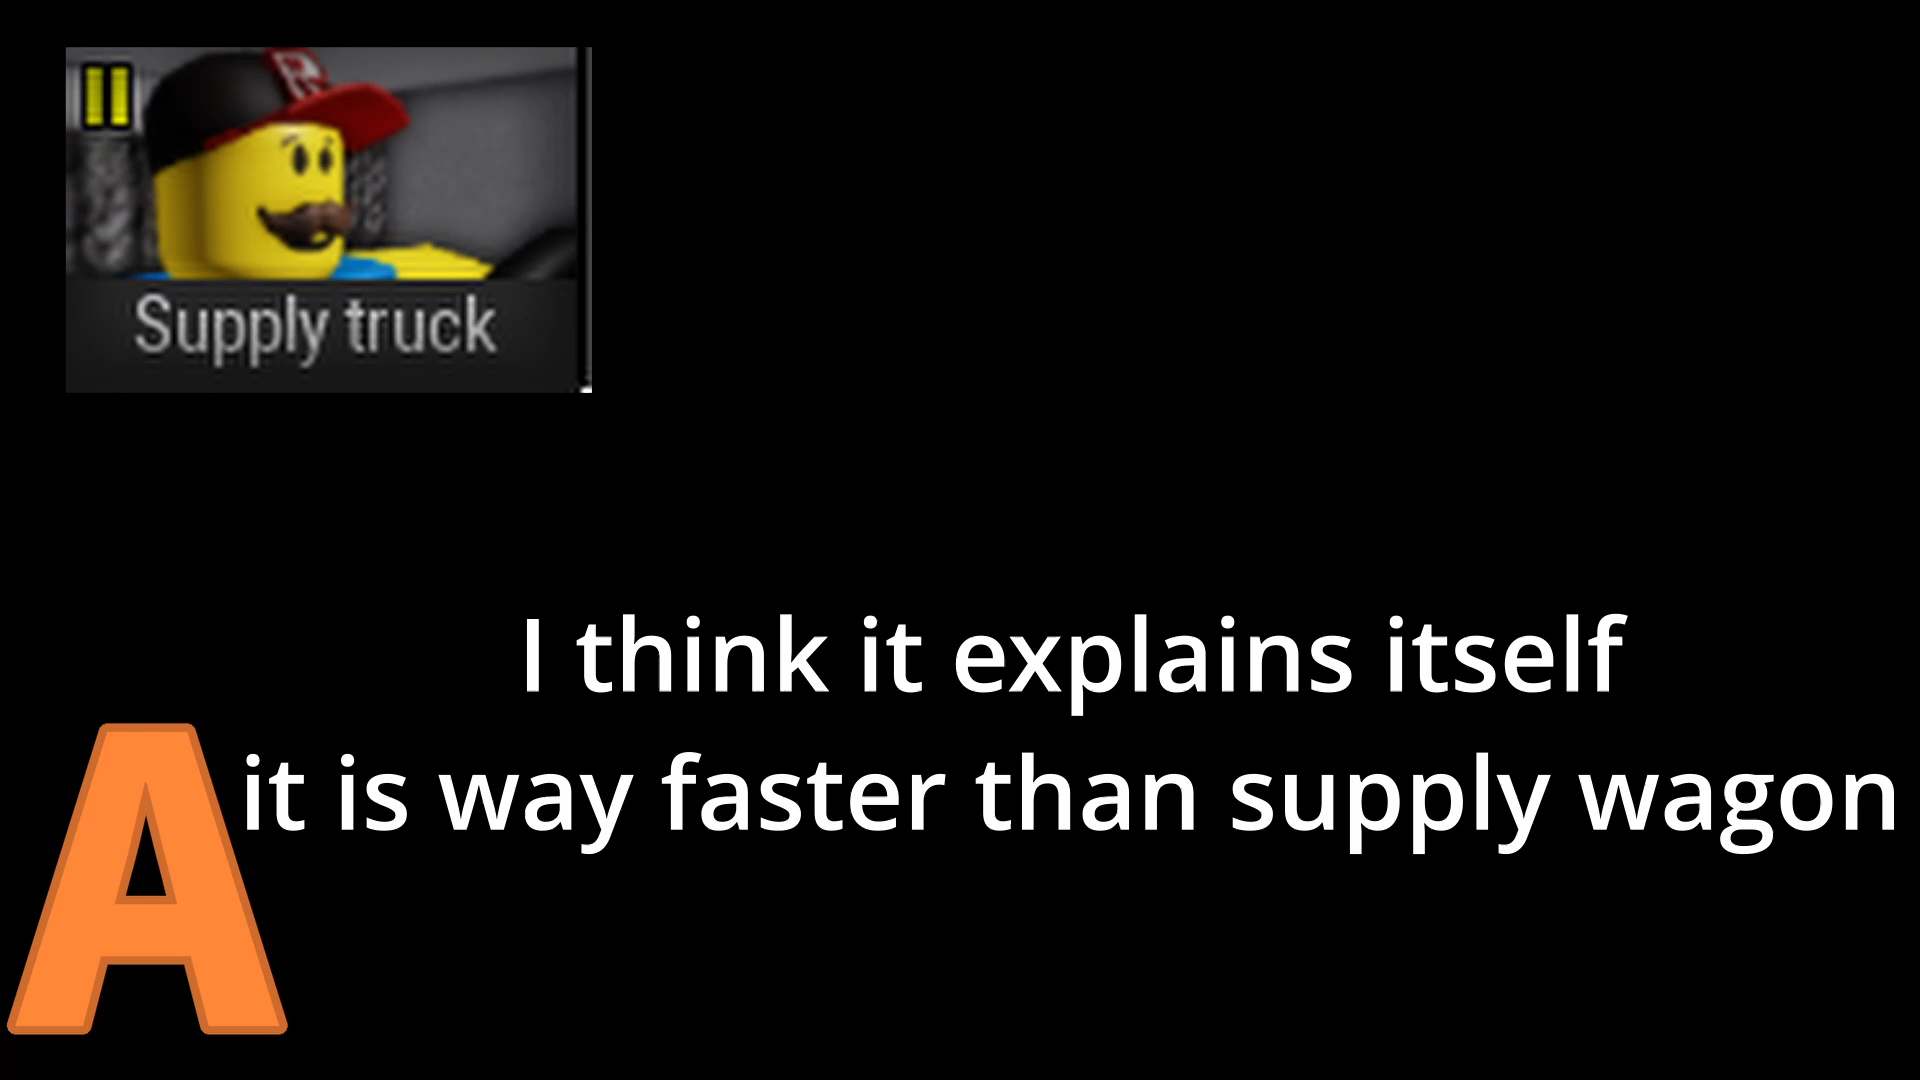 Supply truck
I think it explains itself
it is way faster than supply wagon
A